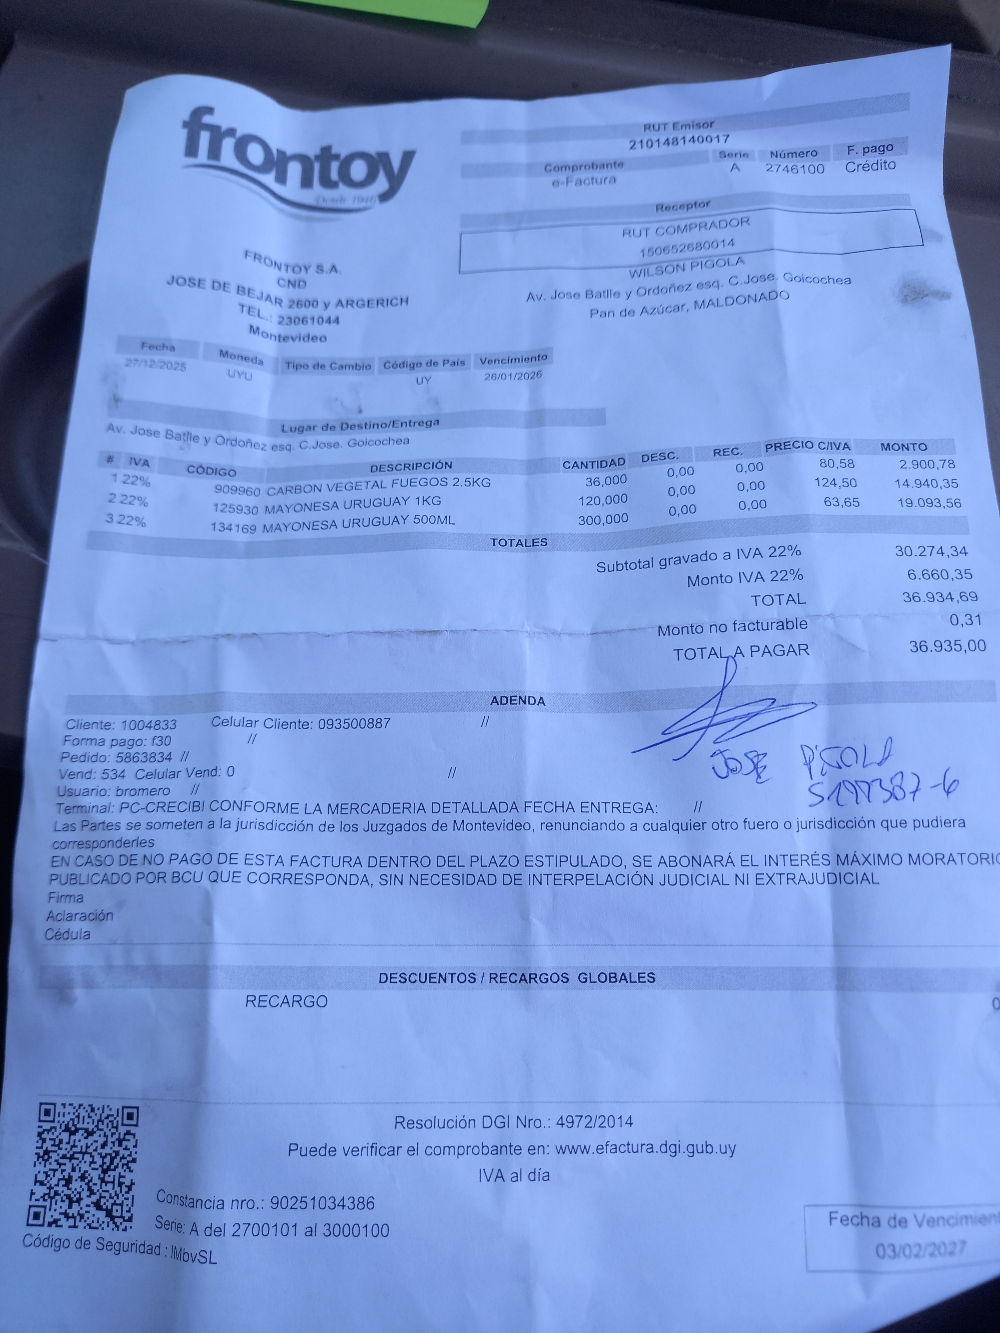 frontoy
Desde 1910
RUT Emisor
210148140017
Comprobante Serie Número F. pago
e-Factura A 2746100 Crédito
Receptor
RUT COMPRADOR
150652680014
WILSON PIGOLA
Av. Jose Batlle y Ordoñez esq. C.Jose. Goicochea
Pan de Azúcar, MALDONADO
FRONTOY S.A.
CND
JOSE DE BEJAR 2600 y ARGERICH
TEL.: 23061044
Montevideo
Fecha Moneda Tipo de Cambio Código de País Vencimiento
27/12/2025 UYU UY 26/01/2026
Lugar de Destino/Entrega
Av. Jose Batlle y Ordoñez esq. C.Jose. Goicochea
# IVA CÓDIGO DESCRIPCIÓN CANTIDAD DESC. REC. PRECIO C/IVA MONTO
1 22% 909960 CARBON VEGETAL FUEGOS 2.5KG 36,000 0,00 0,00 80,58 2.900,78
2 22% 125930 MAYONESA URUGUAY 1KG 120,000 0,00 0,00 124,50 14.940,35
3 22% 134169 MAYONESA URUGUAY 500ML 300,000 0,00 0,00 63,65 19.093,56
TOTALES
Subtotal gravado a IVA 22% 30.274,34
Monto IVA 22% 6.660,35
TOTAL 36.934,69
Monto no facturable 0,31
TOTAL A PAGAR 36.935,00
ADENDA
Cliente: 1004833 Celular Cliente: 093500887 //
Forma pago: f30 //
Pedido: 5863834 //
Vend: 534 Celular Vend: 0 //
Usuario: bromero //
JOSE PIGOLA
Terminal: PC-CRECIBI CONFORME LA MERCADERIA DETALLADA FECHA ENTREGA: //
Las Partes se someten a la jurisdicción de los Juzgados de Montevideo, renunciando a cualquier otro fuero o jurisdicción que pudiera
corresponderles
EN CASO DE NO PAGO DE ESTA FACTURA DENTRO DEL PLAZO ESTIPULADO, SE ABONARÁ EL INTERÉS MÁXIMO MORATORIO
PUBLICADO POR BCU QUE CORRESPONDA, SIN NECESIDAD DE INTERPELACIÓN JUDICIAL NI EXTRAJUDICIAL
Firma
Aclaración
Cédula
DESCUENTOS / RECARGOS GLOBALES
RECARGO 0
Resolución DGI Nro.: 4972/2014
Puede verificar el comprobante en: www.efactura.dgi.gub.uy
IVA al día
Constancia nro.: 90251034386
Serie: A del 2700101 al 3000100
Código de Seguridad : IMbvSL
Fecha de Vencimient
03/02/2027